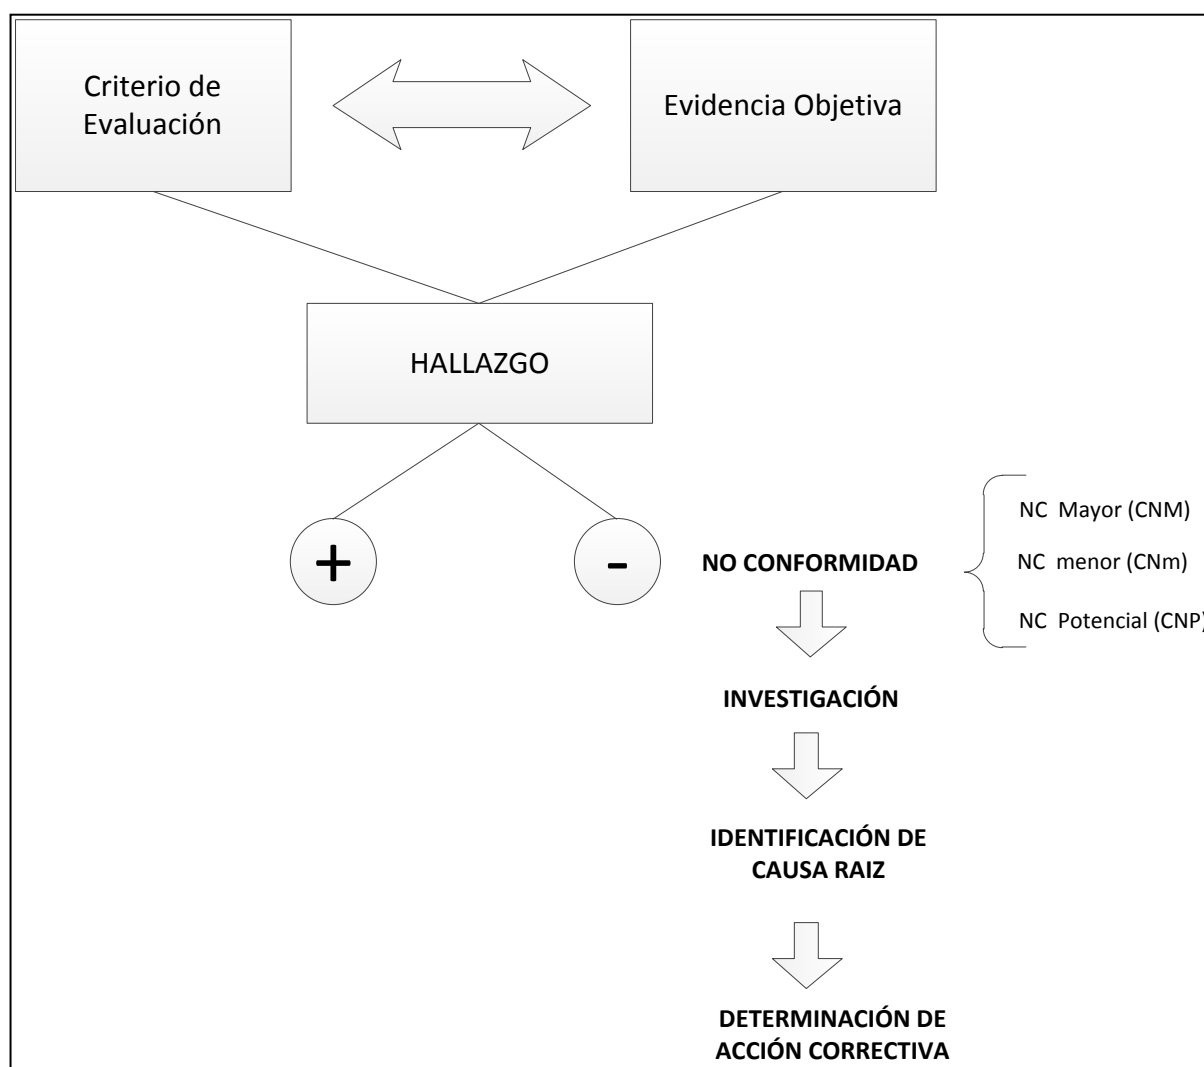 Criterio de
Evaluación
Evidencia Objetiva
HALLAZGO
+
-
NO CONFORMIDAD
NC Mayor (CNM)
NC menor (CNm)
NC Potencial (CNP)
INVESTIGACIÓN
IDENTIFICACIÓN DE
CAUSA RAIZ
DETERMINACIÓN DE
ACCIÓN CORRECTIVA